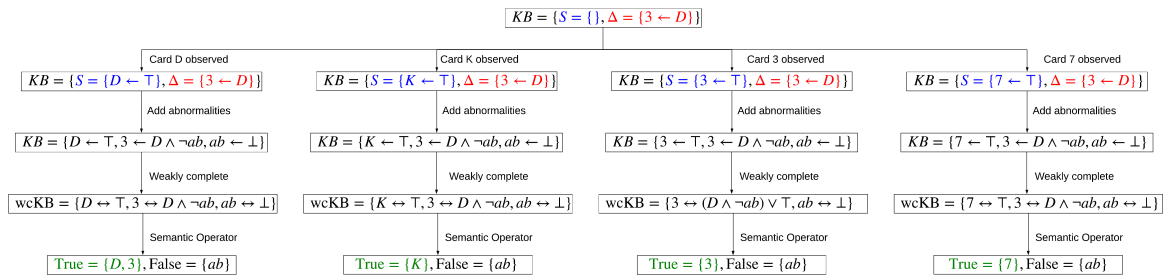 KB = {S = {}, Δ = {3 ← D}}
Card D observed
Card K observed
Card 3 observed
Card 7 observed
KB = {S = {D ← ⊤}, Δ = {3 ← D}}
KB = {S = {K ← ⊤}, Δ = {3 ← D}}
KB = {S = {3 ← ⊤}, Δ = {3 ← D}}
KB = {S = {7 ← ⊤}, Δ = {3 ← D}}
Add abnormalities
Add abnormalities
Add abnormalities
Add abnormalities
KB = {D ← ⊤, 3 ← D ∧ ¬ab, ab ← ⊥}
KB = {K ← ⊤, 3 ← D ∧ ¬ab, ab ← ⊥}
KB = {3 ← ⊤, 3 ← D ∧ ¬ab, ab ← ⊥}
KB = {7 ← ⊤, 3 ← D ∧ ¬ab, ab ← ⊥}
Weakly complete
Weakly complete
Weakly complete
Weakly complete
wcKB = {D ↔ ⊤, 3 ↔ D ∧ ¬ab, ab ↔ ⊥}
wcKB = {K ↔ ⊤, 3 ↔ D ∧ ¬ab, ab ↔ ⊥}
wcKB = {3 ↔ (D ∧ ¬ab) ∨ ⊤, ab ↔ ⊥}
wcKB = {7 ↔ ⊤, 3 ↔ D ∧ ¬ab, ab ↔ ⊥}
Semantic Operator
Semantic Operator
Semantic Operator
Semantic Operator
True = {D, 3}, False = {ab}
True = {K}, False = {ab}
True = {3}, False = {ab}
True = {7}, False = {ab}